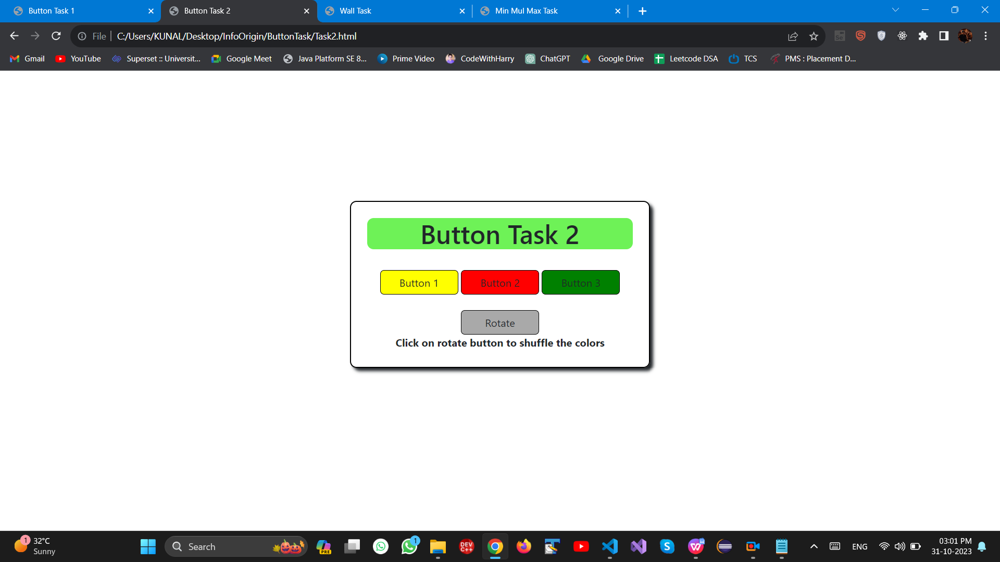 Button Task 1
Button Task 2
Wall Task
Min Mul Max Task
File
C:/Users/KUNAL/Desktop/InfoOrigin/ButtonTask/Task2.html
Gmail
YouTube
Superset :: Universit...
Google Meet
Java Platform SE 8...
Prime Video
CodeWithHarry
ChatGPT
Google Drive
Leetcode DSA
TCS
PMS : Placement D...
Button Task 2
Button 1
Button 2
Button 3
Rotate
Click on rotate button to shuffle the colors
1
32°C
Sunny
Search
PRE
1
DEV
C++
ENG
03:01 PM
31-10-2023